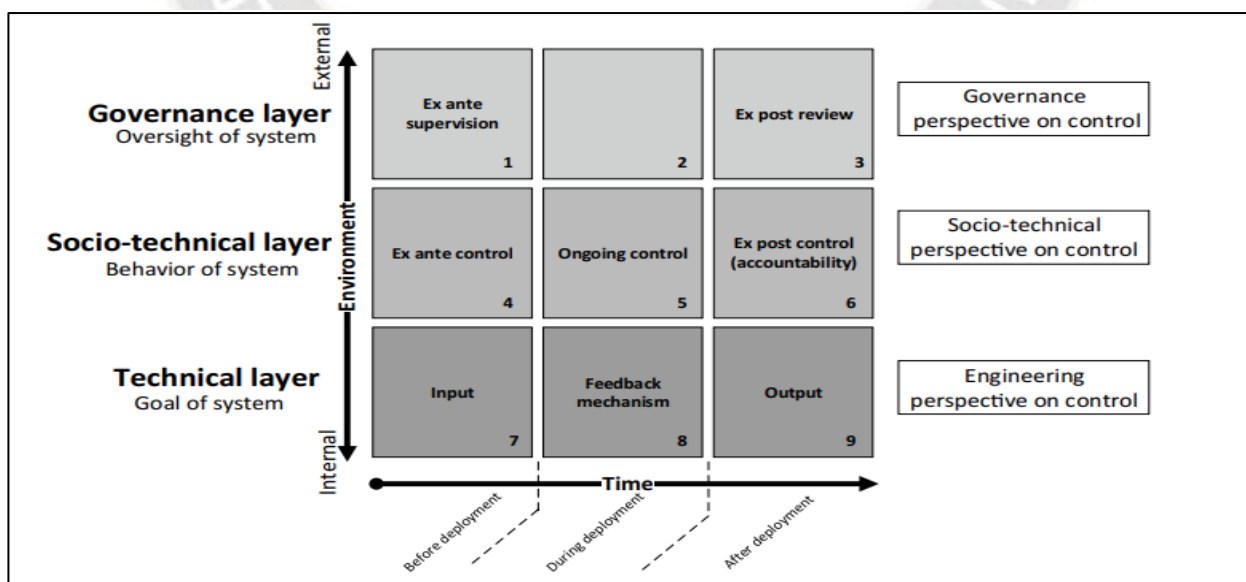 External
Governance layer
Oversight of system
Ex ante
supervision
1
2
Ex post review
3
Governance
perspective on control
Environment
Socio-technical layer
Behavior of system
Ex ante control
4
Ongoing control
5
Ex post control
(accountability)
6
Socio-technical
perspective on control
Technical layer
Goal of system
Input
7
Feedback
mechanism
8
Output
9
Engineering
perspective on control
Internal
Time
Before deployment
During deployment
After deployment